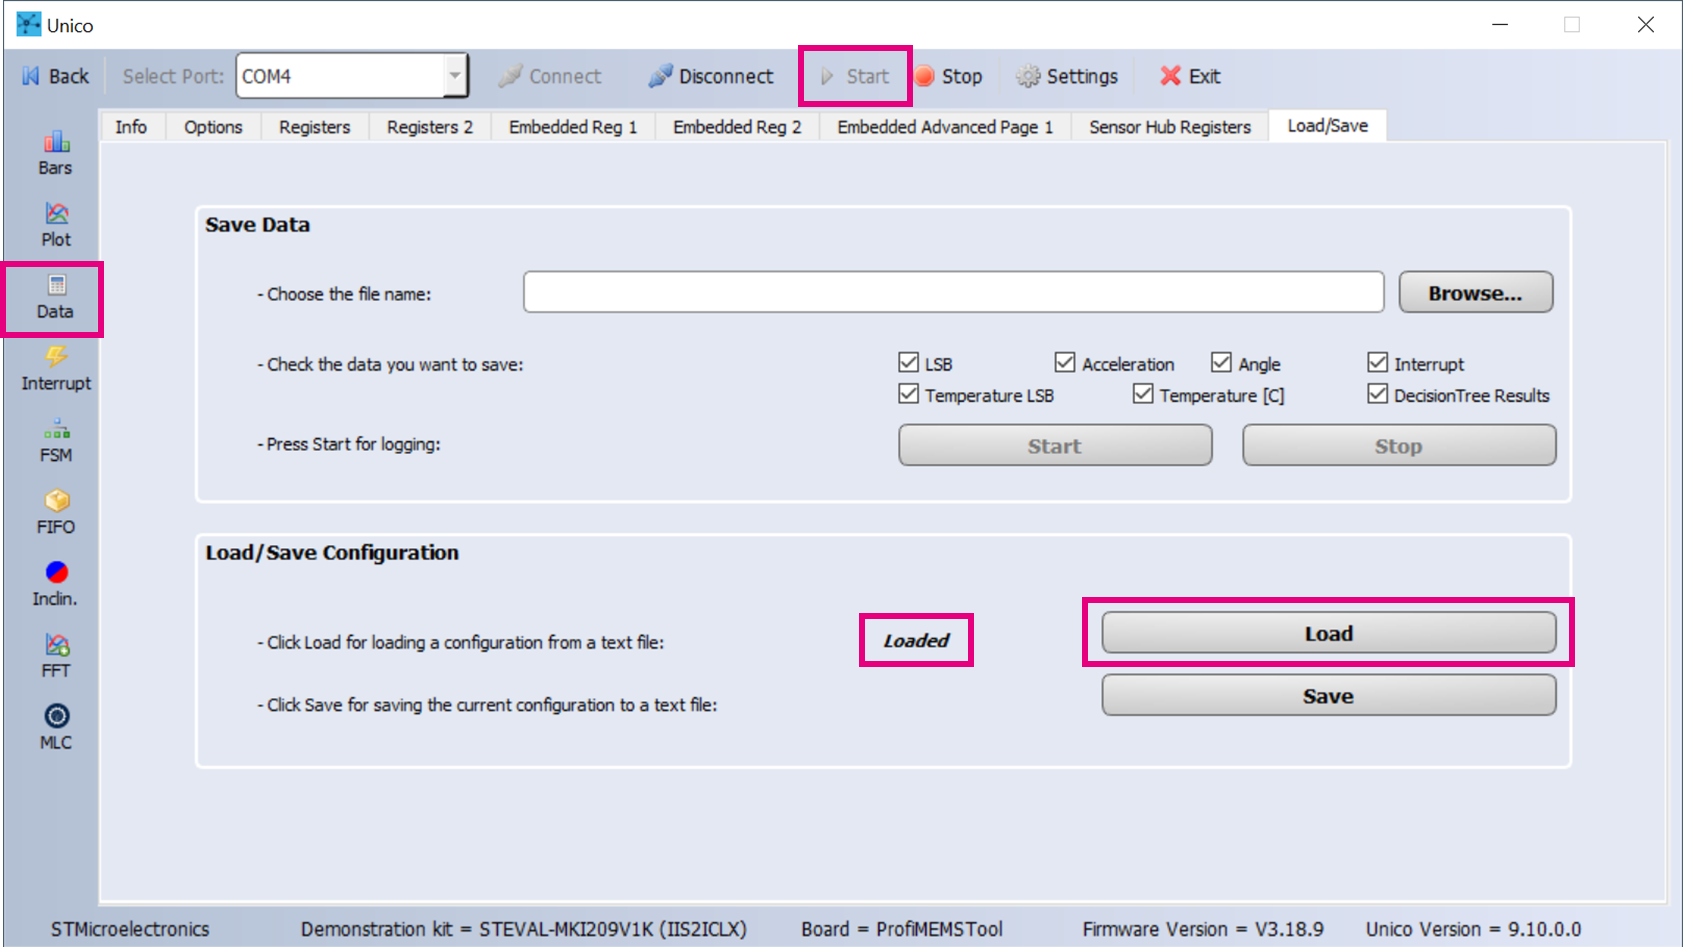 Unico
Back
Select Port:
COM4
Connect
Disconnect
Start
Stop
Settings
Exit
Info
Options
Registers
Registers 2
Embedded Reg 1
Embedded Reg 2
Embedded Advanced Page 1
Sensor Hub Registers
Load/Save
Bars
Plot
Data
Interrupt
FSM
FIFO
Inclin.
FFT
MLC
Save Data
- Choose the file name:
Browse...
- Check the data you want to save:
LSB
Acceleration
Angle
Interrupt
Temperature LSB
Temperature [C]
DecisionTree Results
- Press Start for logging:
Start
Stop
Load/Save Configuration
- Click Load for loading a configuration from a text file:
Loaded
Load
- Click Save for saving the current configuration to a text file:
Save
STMicroelectronics
Demonstration kit = STEVAL-MKI209V1K (IIS2ICLX)
Board = ProfiMEMSTool
Firmware Version = V3.18.9
Unico Version = 9.10.0.0